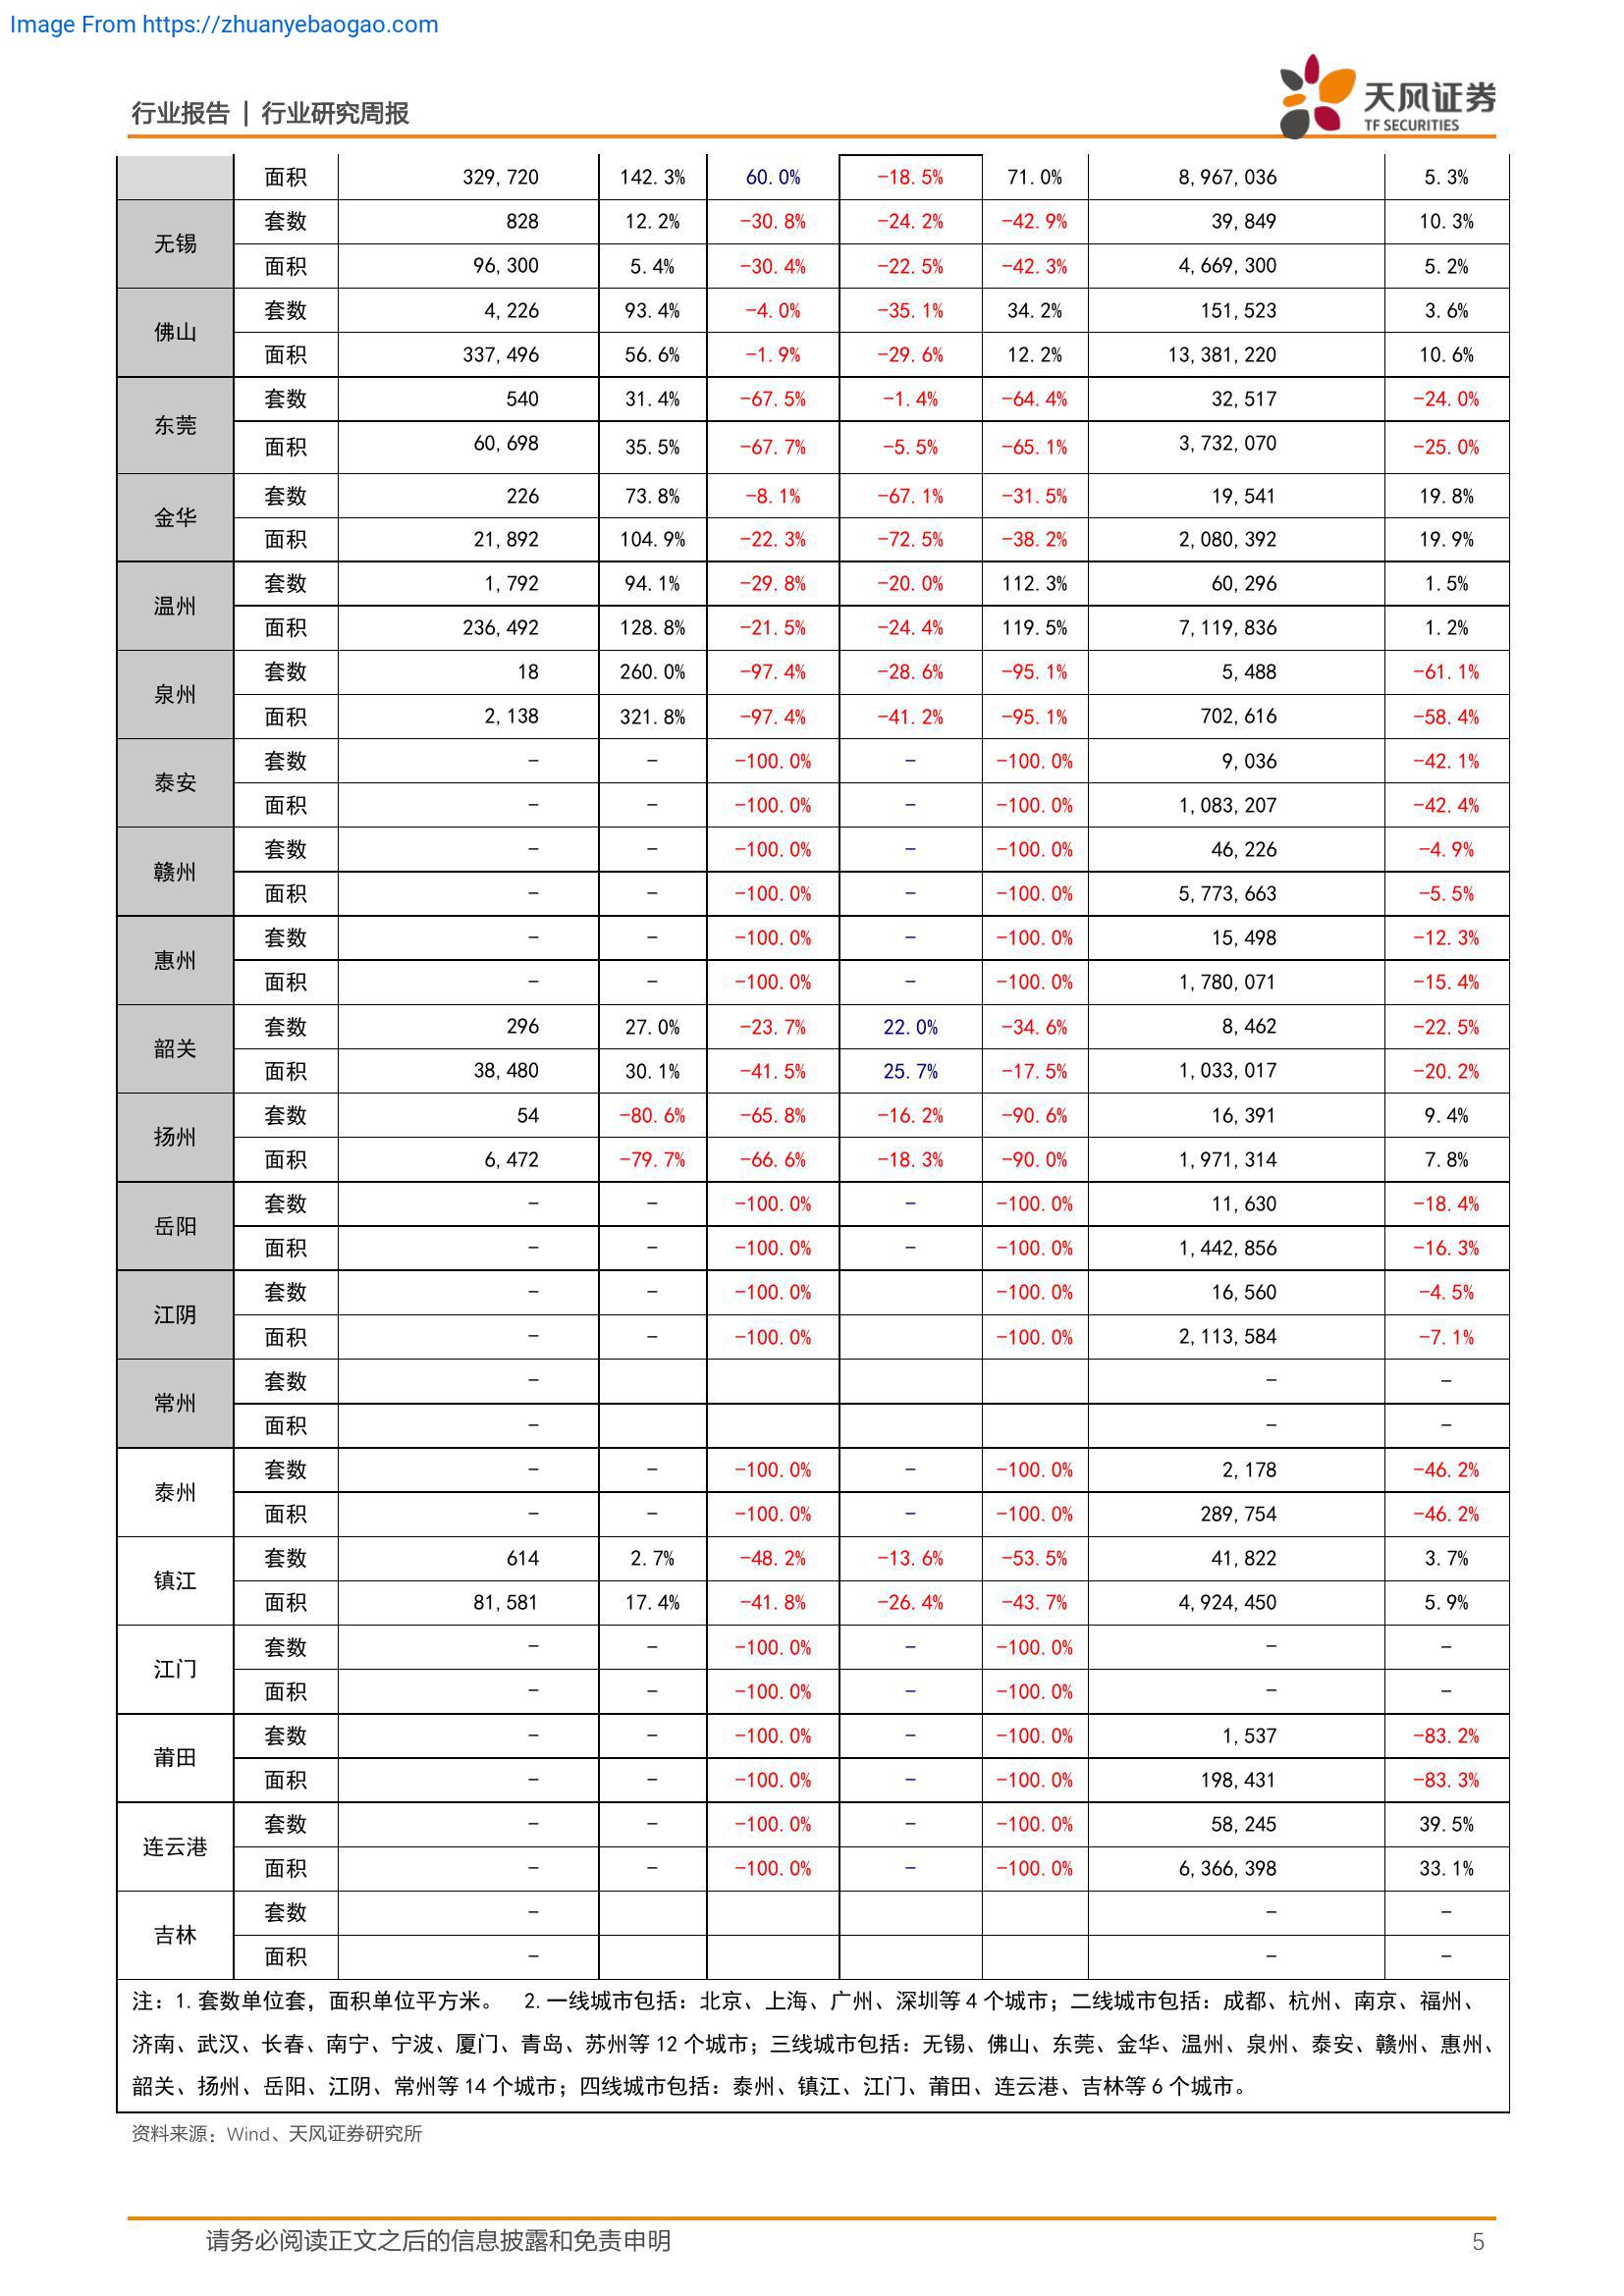 Image From https://zhuanyebaogao.com
行业报告 | 行业研究周报
天风证券
TF SECURITIES
面积 329,720 142.3% 60.0% -18.5% 71.0% 8,967,036 5.3%
无锡 套数 828 12.2% -30.8% -24.2% -42.9% 39,849 10.3%
面积 96,300 5.4% -30.4% -22.5% -42.3% 4,669,300 5.2%
佛山 套数 4,226 93.4% -4.0% -35.1% 34.2% 151,523 3.6%
面积 337,496 56.6% -1.9% -29.6% 12.2% 13,381,220 10.6%
东莞 套数 540 31.4% -67.5% -1.4% -64.4% 32,517 -24.0%
面积 60,698 35.5% -67.7% -5.5% -65.1% 3,732,070 -25.0%
金华 套数 226 73.8% -8.1% -67.1% -31.5% 19,541 19.8%
面积 21,892 104.9% -22.3% -72.5% -38.2% 2,080,392 19.9%
温州 套数 1,792 94.1% -29.8% -20.0% 112.3% 60,296 1.5%
面积 236,492 128.8% -21.5% -24.4% 119.5% 7,119,836 1.2%
泉州 套数 18 260.0% -97.4% -28.6% -95.1% 5,488 -61.1%
面积 2,138 321.8% -97.4% -41.2% -95.1% 702,616 -58.4%
泰安 套数 - - -100.0% - -100.0% 9,036 -42.1%
面积 - - -100.0% - -100.0% 1,083,207 -42.4%
赣州 套数 - - -100.0% - -100.0% 46,226 -4.9%
面积 - - -100.0% - -100.0% 5,773,663 -5.5%
惠州 套数 - - -100.0% - -100.0% 15,498 -12.3%
面积 - - -100.0% - -100.0% 1,780,071 -15.4%
韶关 套数 296 27.0% -23.7% 22.0% -34.6% 8,462 -22.5%
面积 38,480 30.1% -41.5% 25.7% -17.5% 1,033,017 -20.2%
扬州 套数 54 -80.6% -65.8% -16.2% -90.6% 16,391 9.4%
面积 6,472 -79.7% -66.6% -18.3% -90.0% 1,971,314 7.8%
岳阳 套数 - - -100.0% - -100.0% 11,630 -18.4%
面积 - - -100.0% - -100.0% 1,442,856 -16.3%
江阴 套数 - - -100.0% -100.0% 16,560 -4.5%
面积 - - -100.0% -100.0% 2,113,584 -7.1%
常州 套数 - - -
面积 - - -
泰州 套数 - - -100.0% - -100.0% 2,178 -46.2%
面积 - - -100.0% - -100.0% 289,754 -46.2%
镇江 套数 614 2.7% -48.2% -13.6% -53.5% 41,822 3.7%
面积 81,581 17.4% -41.8% -26.4% -43.7% 4,924,450 5.9%
江门 套数 - - -100.0% - -100.0% - -
面积 - - -100.0% - -100.0% - -
莆田 套数 - - -100.0% - -100.0% 1,537 -83.2%
面积 - - -100.0% - -100.0% 198,431 -83.3%
连云港 套数 - - -100.0% - -100.0% 58,245 39.5%
面积 - - -100.0% - -100.0% 6,366,398 33.1%
吉林 套数 - - -
面积 - - -
注：1.套数单位套，面积单位平方米。 2.一线城市包括：北京、上海、广州、深圳等 4 个城市；二线城市包括：成都、杭州、南京、福州、
济南、武汉、长春、南宁、宁波、厦门、青岛、苏州等 12 个城市；三线城市包括：无锡、佛山、东莞、金华、温州、泉州、泰安、赣州、惠州、
韶关、扬州、岳阳、江阴、常州等 14 个城市；四线城市包括：泰州、镇江、江门、莆田、连云港、吉林等 6 个城市。
资料来源：Wind、天风证券研究所
请务必阅读正文之后的信息披露和免责申明 5